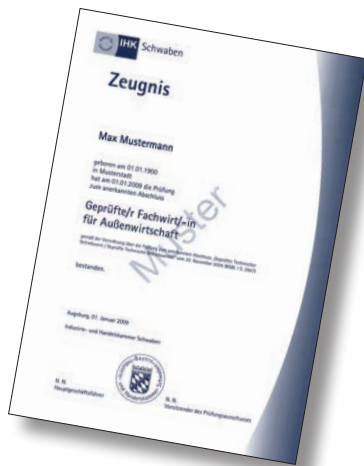 IHK Schwaben
Zeugnis
Max Mustermann
geboren am 01.01.1900
in Musterstadt
hat am 01.01.2009 die Prüfung
zum anerkannten Abschluss
Geprüfte/r Fachwirt/-in
für Außenwirtschaft
bestanden.
Muster
Augsburg, 01. Januar 2009
Industrie- und Handelskammer Schwaben
N. N.
Hauptgeschäftsführer
N. N.
Vorsitzender des Prüfungsausschusses